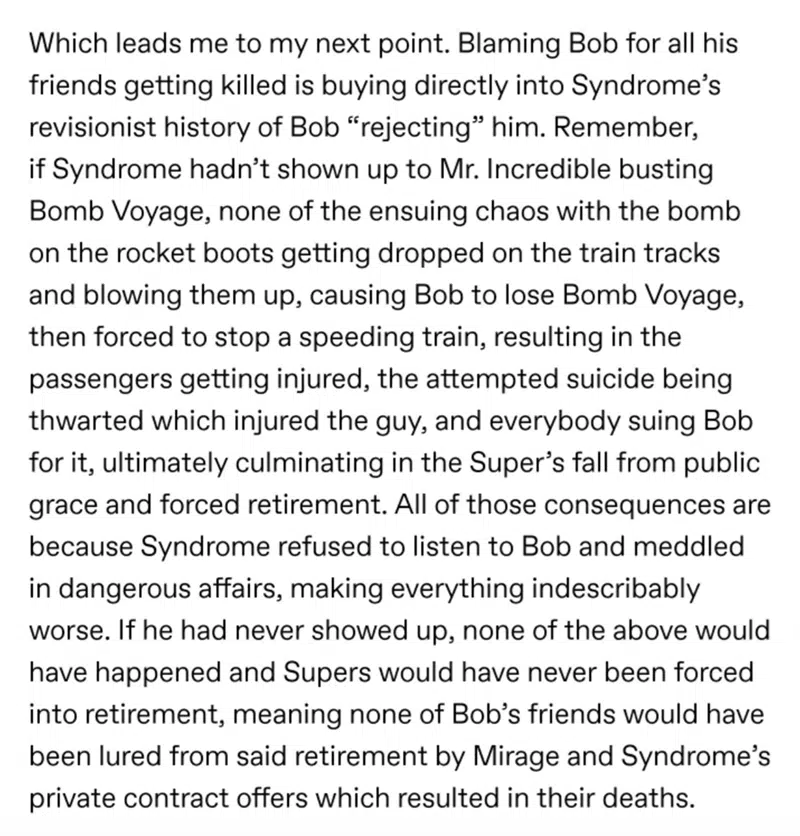 Which leads me to my next point. Blaming Bob for all his
friends getting killed is buying directly into Syndrome’s
revisionist history of Bob “rejecting” him. Remember,
if Syndrome hadn’t shown up to Mr. Incredible busting
Bomb Voyage, none of the ensuing chaos with the bomb
on the rocket boots getting dropped on the train tracks
and blowing them up, causing Bob to lose Bomb Voyage,
then forced to stop a speeding train, resulting in the
passengers getting injured, the attempted suicide being
thwarted which injured the guy, and everybody suing Bob
for it, ultimately culminating in the Super’s fall from public
grace and forced retirement. All of those consequences are
because Syndrome refused to listen to Bob and meddled
in dangerous affairs, making everything indescribably
worse. If he had never showed up, none of the above would
have happened and Supers would have never been forced
into retirement, meaning none of Bob’s friends would have
been lured from said retirement by Mirage and Syndrome’s
private contract offers which resulted in their deaths.